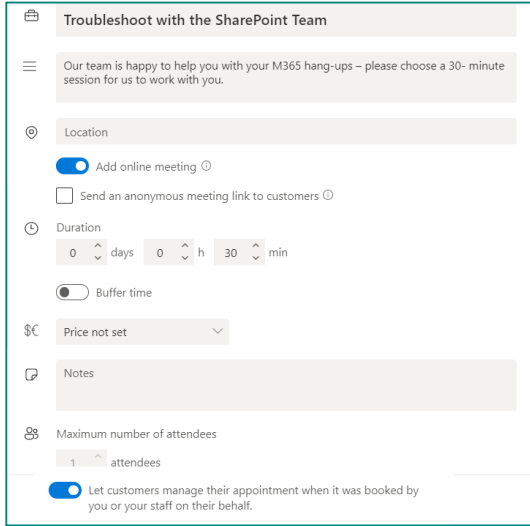 Troubleshoot with the SharePoint Team
Our team is happy to help you with your M365 hang-ups – please choose a 30- minute
session for us to work with you.
Location
Add online meeting
Send an anonymous meeting link to customers
Duration
0 days 0 h 30 min
Buffer time
$€ Price not set
Notes
Maximum number of attendees
1 attendees
Let customers manage their appointment when it was booked by
you or your staff on their behalf.